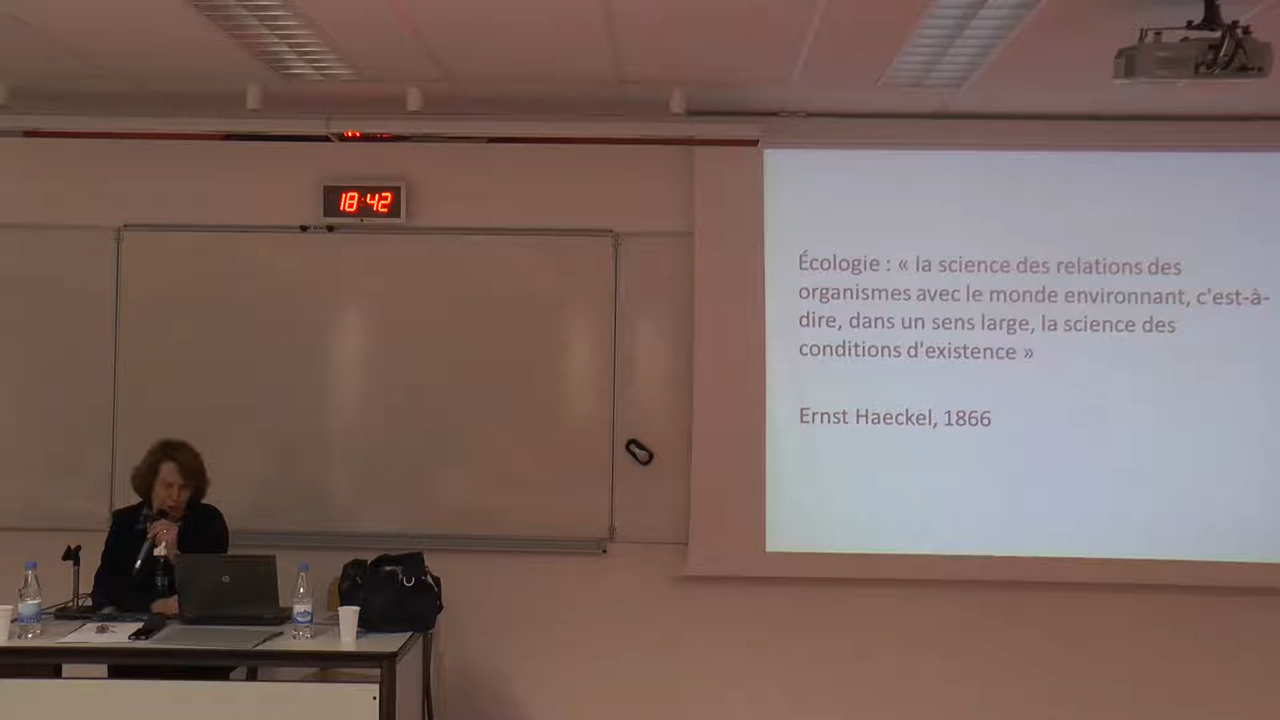 18:42
Écologie : « la science des relations des
organismes avec le monde environnant, c'est-à-
dire, dans un sens large, la science des
conditions d'existence »
Ernst Haeckel, 1866